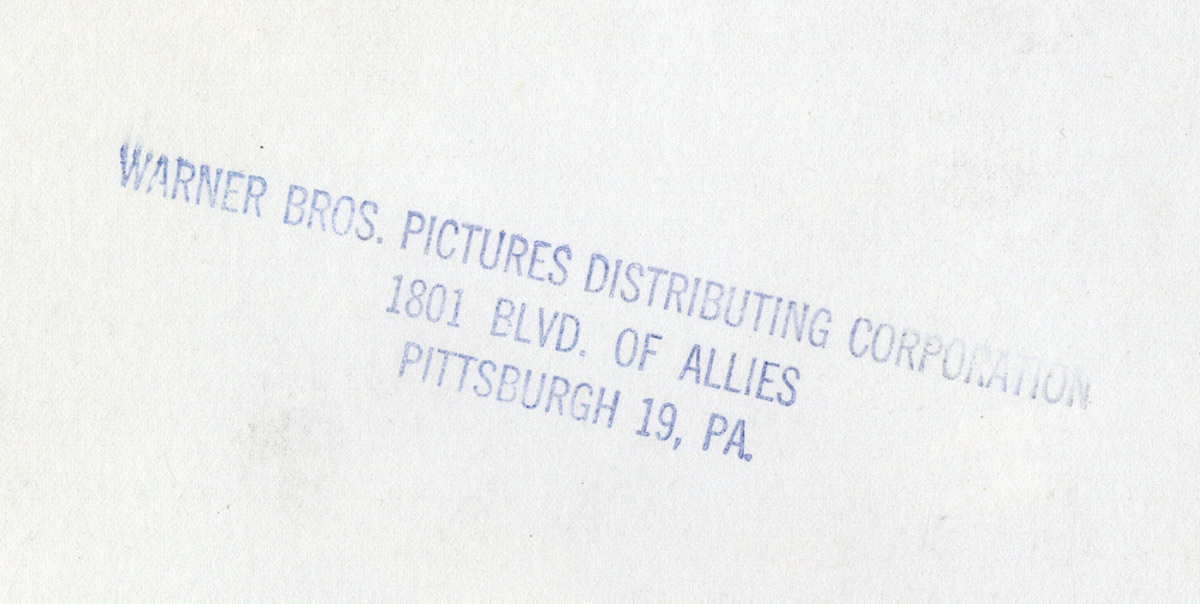 WARNER BROS. PICTURES DISTRIBUTING CORPORATION
1801 BLVD. OF ALLIES
PITTSBURGH 19, PA.